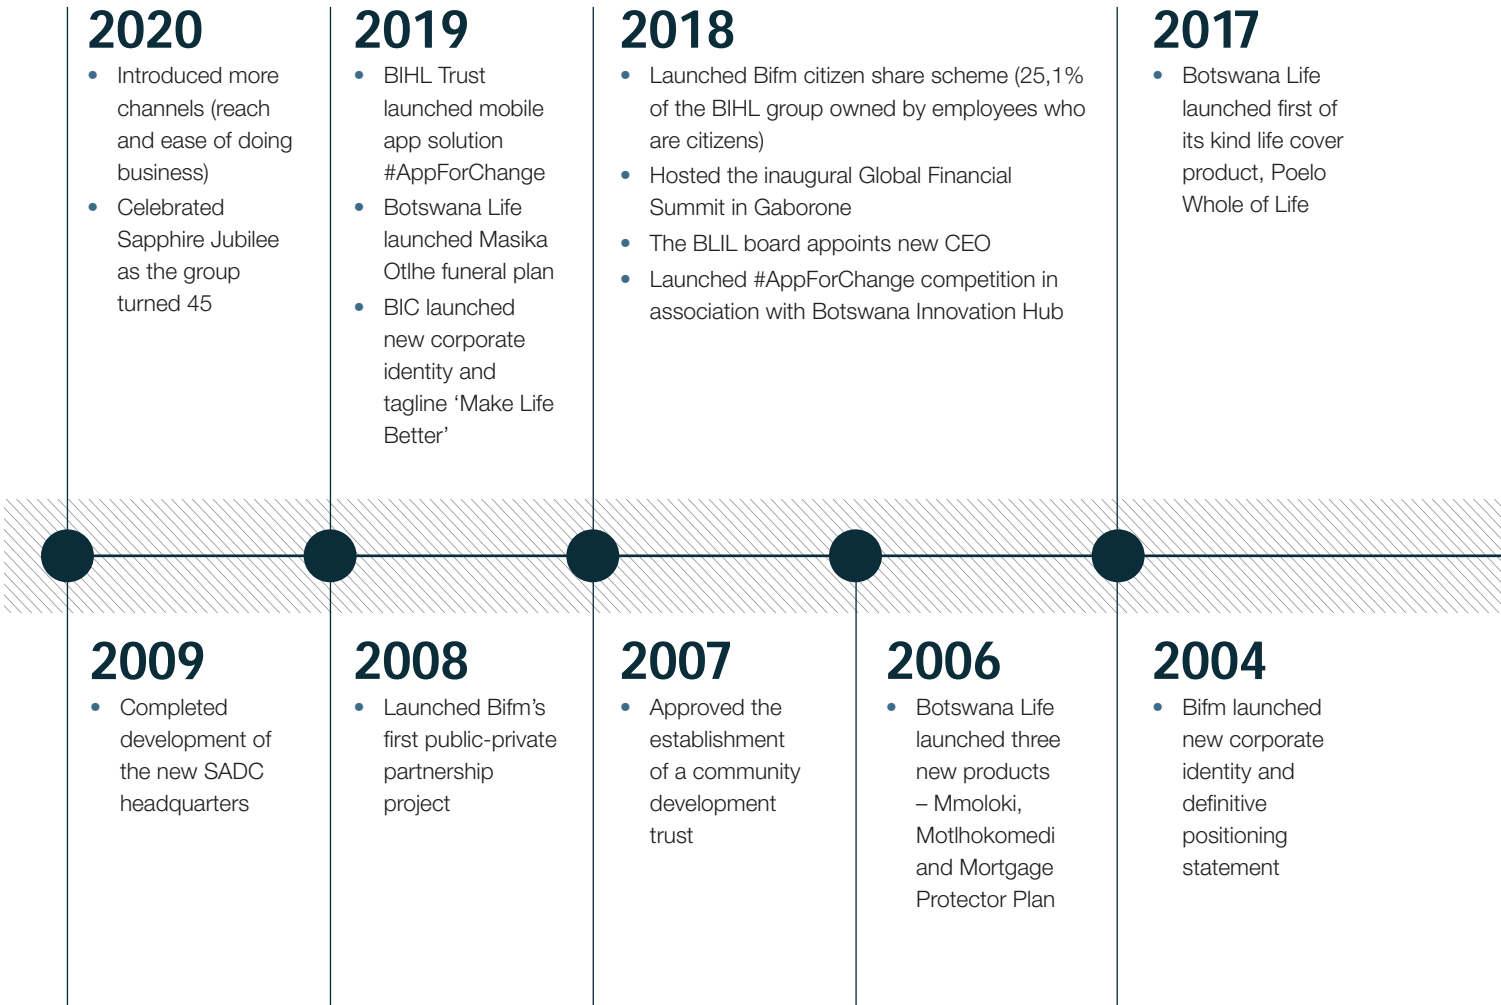 2020
• Introduced more
channels (reach
and ease of doing
business)
• Celebrated
Sapphire Jubilee
as the group
turned 45
2019
• BIHL Trust
launched mobile
app solution
#AppForChange
• Botswana Life
launched Masika
Otlhe funeral plan
• BIC launched
new corporate
identity and
tagline ‘Make Life
Better’
2018
• Launched Bifm citizen share scheme (25,1%
of the BIHL group owned by employees who
are citizens)
• Hosted the inaugural Global Financial
Summit in Gaborone
• The BLIL board appoints new CEO
• Launched #AppForChange competition in
association with Botswana Innovation Hub
2017
• Botswana Life
launched first of
its kind life cover
product, Poelo
Whole of Life
2009
• Completed
development of
the new SADC
headquarters
2008
• Launched Bifm’s
first public-private
partnership
project
2007
• Approved the
establishment
of a community
development
trust
2006
• Botswana Life
launched three
new products
– Mmoloki,
Motlhokomedi
and Mortgage
Protector Plan
2004
• Bifm launched
new corporate
identity and
definitive
positioning
statement